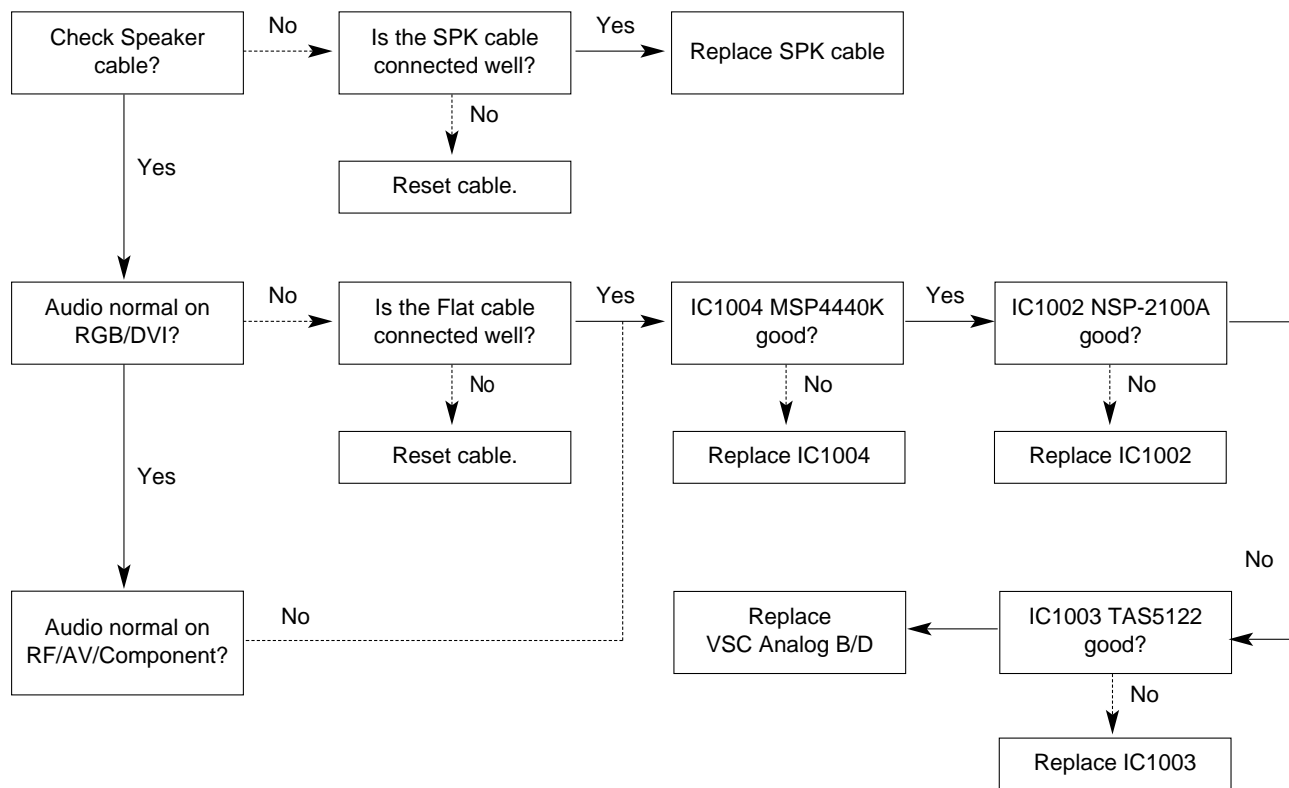 Check Speaker
cable?
No
Is the SPK cable
connected well?
Yes
Replace SPK cable
No
Yes
Reset cable.
Audio normal on
RGB/DVI?
No
Is the Flat cable
connected well?
Yes
IC1004 MSP4440K
good?
Yes
IC1002 NSP-2100A
good?
No
No
No
Reset cable.
Replace IC1004
Replace IC1002
Yes
No
Audio normal on
RF/AV/Component?
No
Replace
VSC Analog B/D
IC1003 TAS5122
good?
No
Replace IC1003